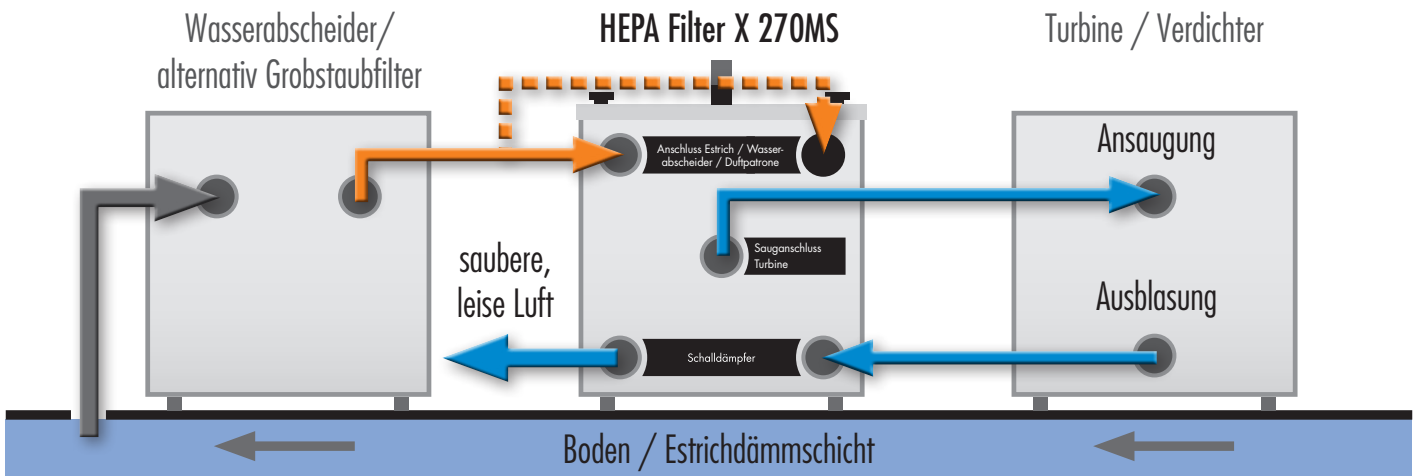 Wasserabscheider/
alternativ Grobstaubfilter
HEPA Filter X 270MS
Turbine / Verdichter
Anschluss Estrich / Wasser-
abscheider / Duftpatrone
Ansaugung
Sauganschluss
Turbine
saubere,
leise Luft
Ausblasung
Schalldämpfer
Boden / Estrichdämmschicht